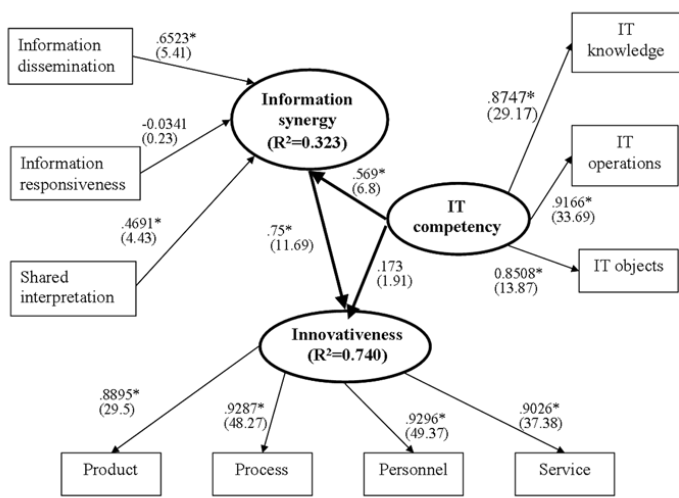 Information
dissemination
.6523*
(5.41)
IT
knowledge
Information
synergy
(R²=0.323)
.8747*
(29.17)
-0.0341
(0.23)
Information
responsiveness
IT
operations
.569*
(6.8)
IT
competency
.9166*
(33.69)
.4691*
(4.43)
.75*
(11.69)
.173
(1.91)
0.8508*
(13.87)
IT objects
Shared
interpretation
Innovativeness
(R²=0.740)
.8895*
(29.5)
.9287*
(48.27)
.9296*
(49.37)
.9026*
(37.38)
Product
Process
Personnel
Service